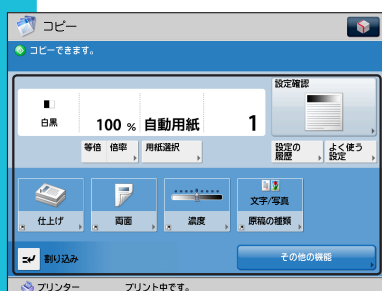 コピー
コピーできます。
設定確認
白黒 100 % 自動用紙 1
等倍 倍率 用紙選択 設定の履歴 よく使う設定
文字/写真
仕上げ 両面 濃度 原稿の種類
割り込み その他の機能
プリンター プリント中です。